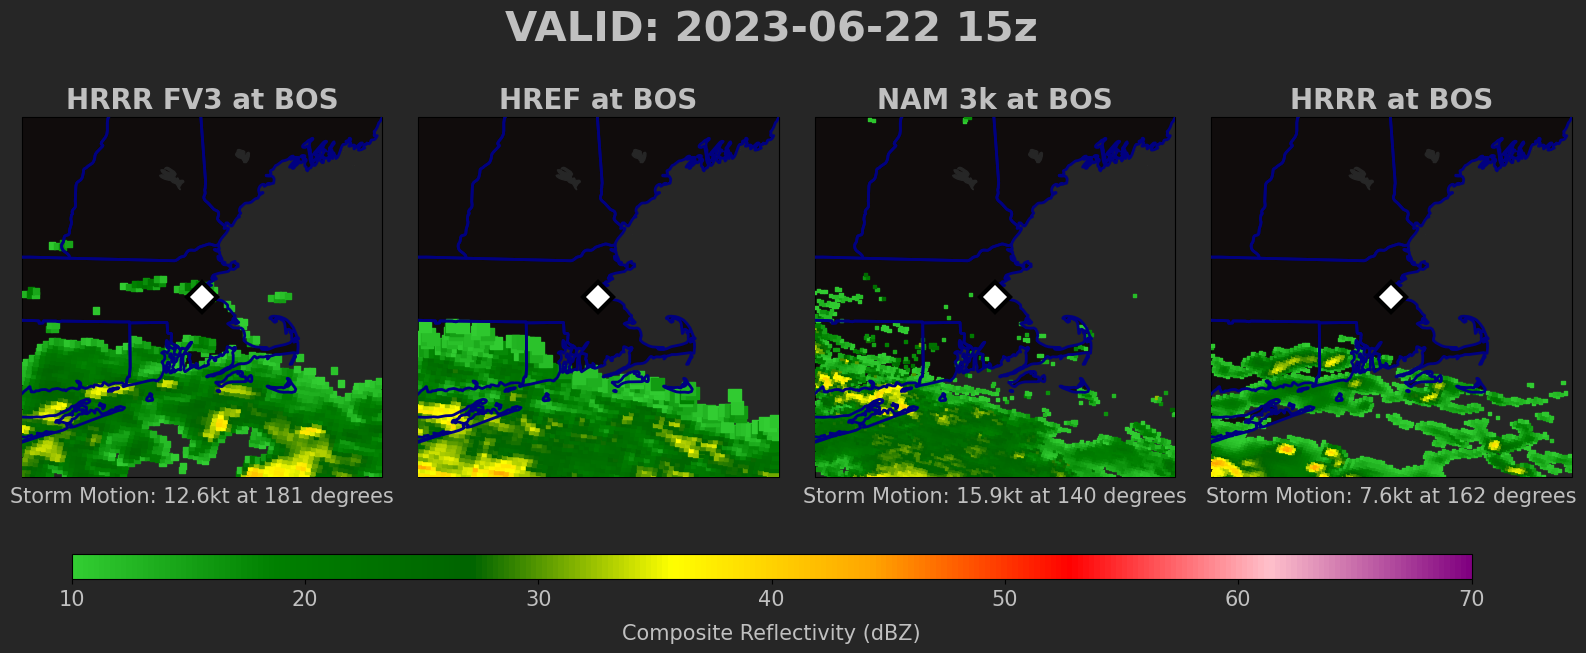 VALID: 2023-06-22 15z
HRRR FV3 at BOS
HREF at BOS
NAM 3k at BOS
HRRR at BOS
Storm Motion: 12.6kt at 181 degrees
Storm Motion: 15.9kt at 140 degrees
Storm Motion: 7.6kt at 162 degrees
10 20 30 40 50 60 70
Composite Reflectivity (dBZ)